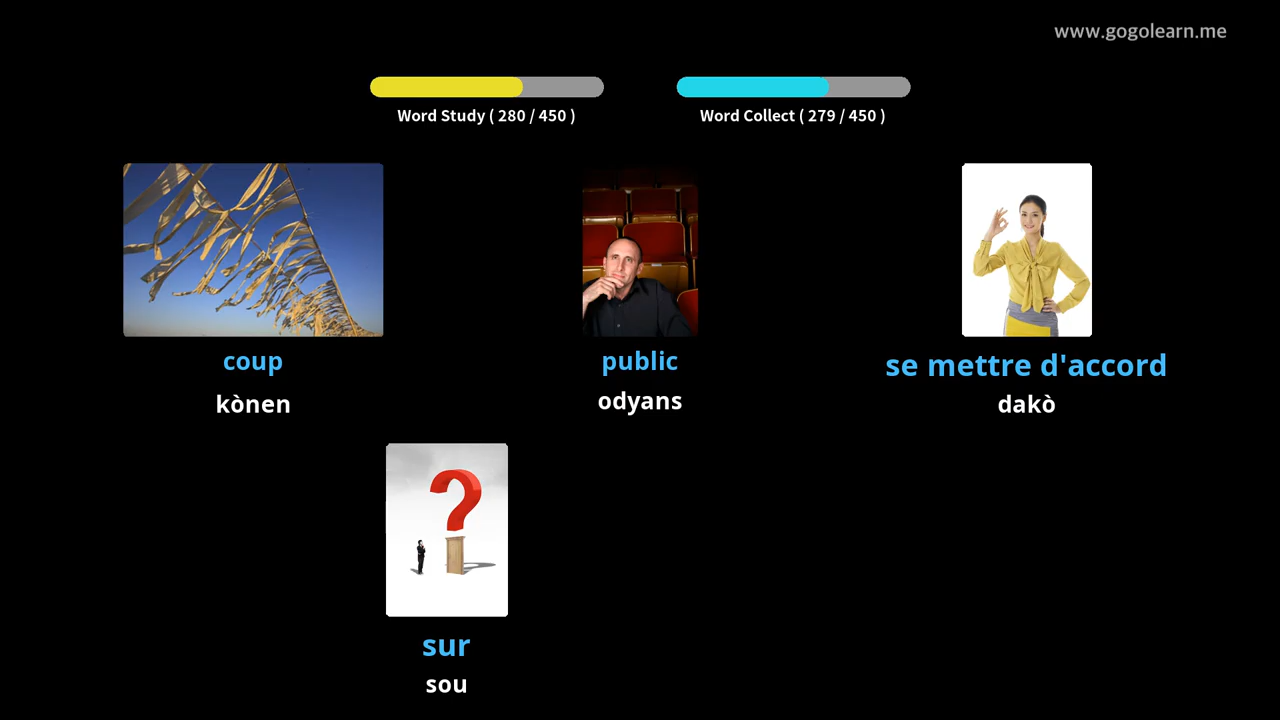 www.gogolearn.me
Word Study ( 280 / 450 )
Word Collect ( 279 / 450 )
coup
kònen
public
odyans
se mettre d'accord
dakò
sur
sou